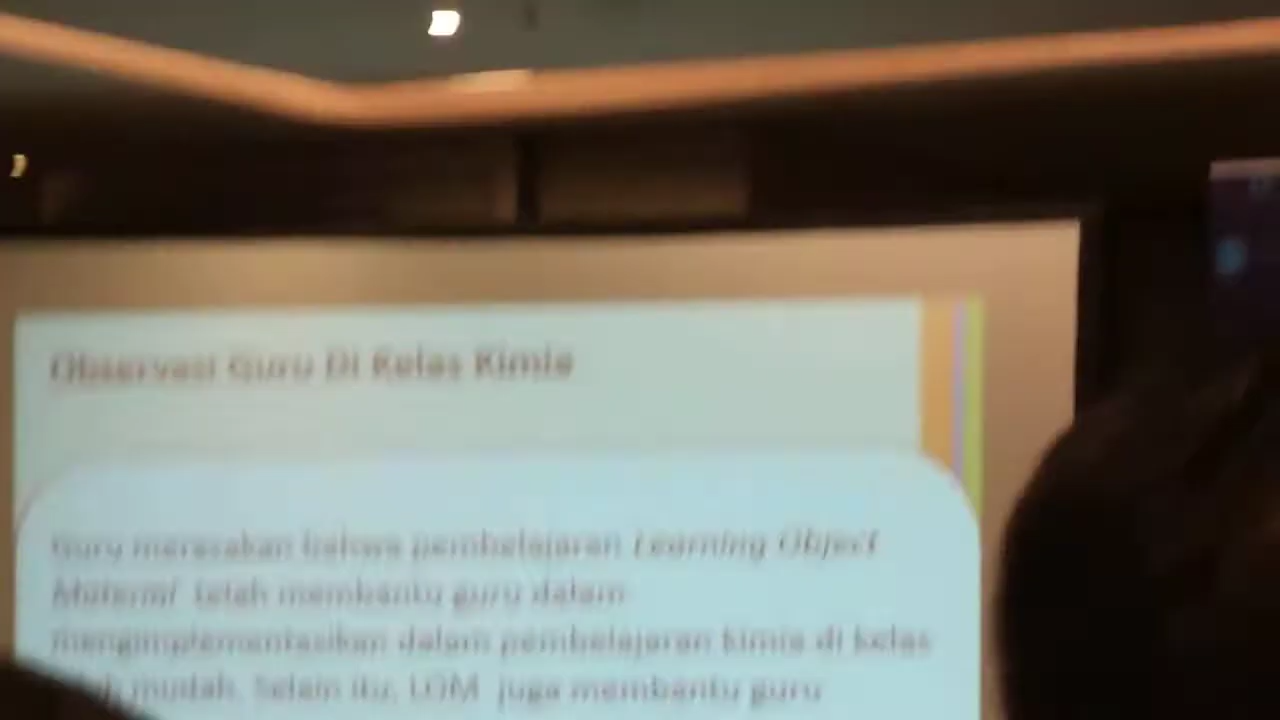 Observasi Guru Di Kelas Kimia
Guru merasakan bahwa pembelajaran Learning Object
Material telah membantu guru dalam
mengimplementasikan dalam pembelajaran kimia di kelas
mudah. Selain itu, LOM juga membantu guru